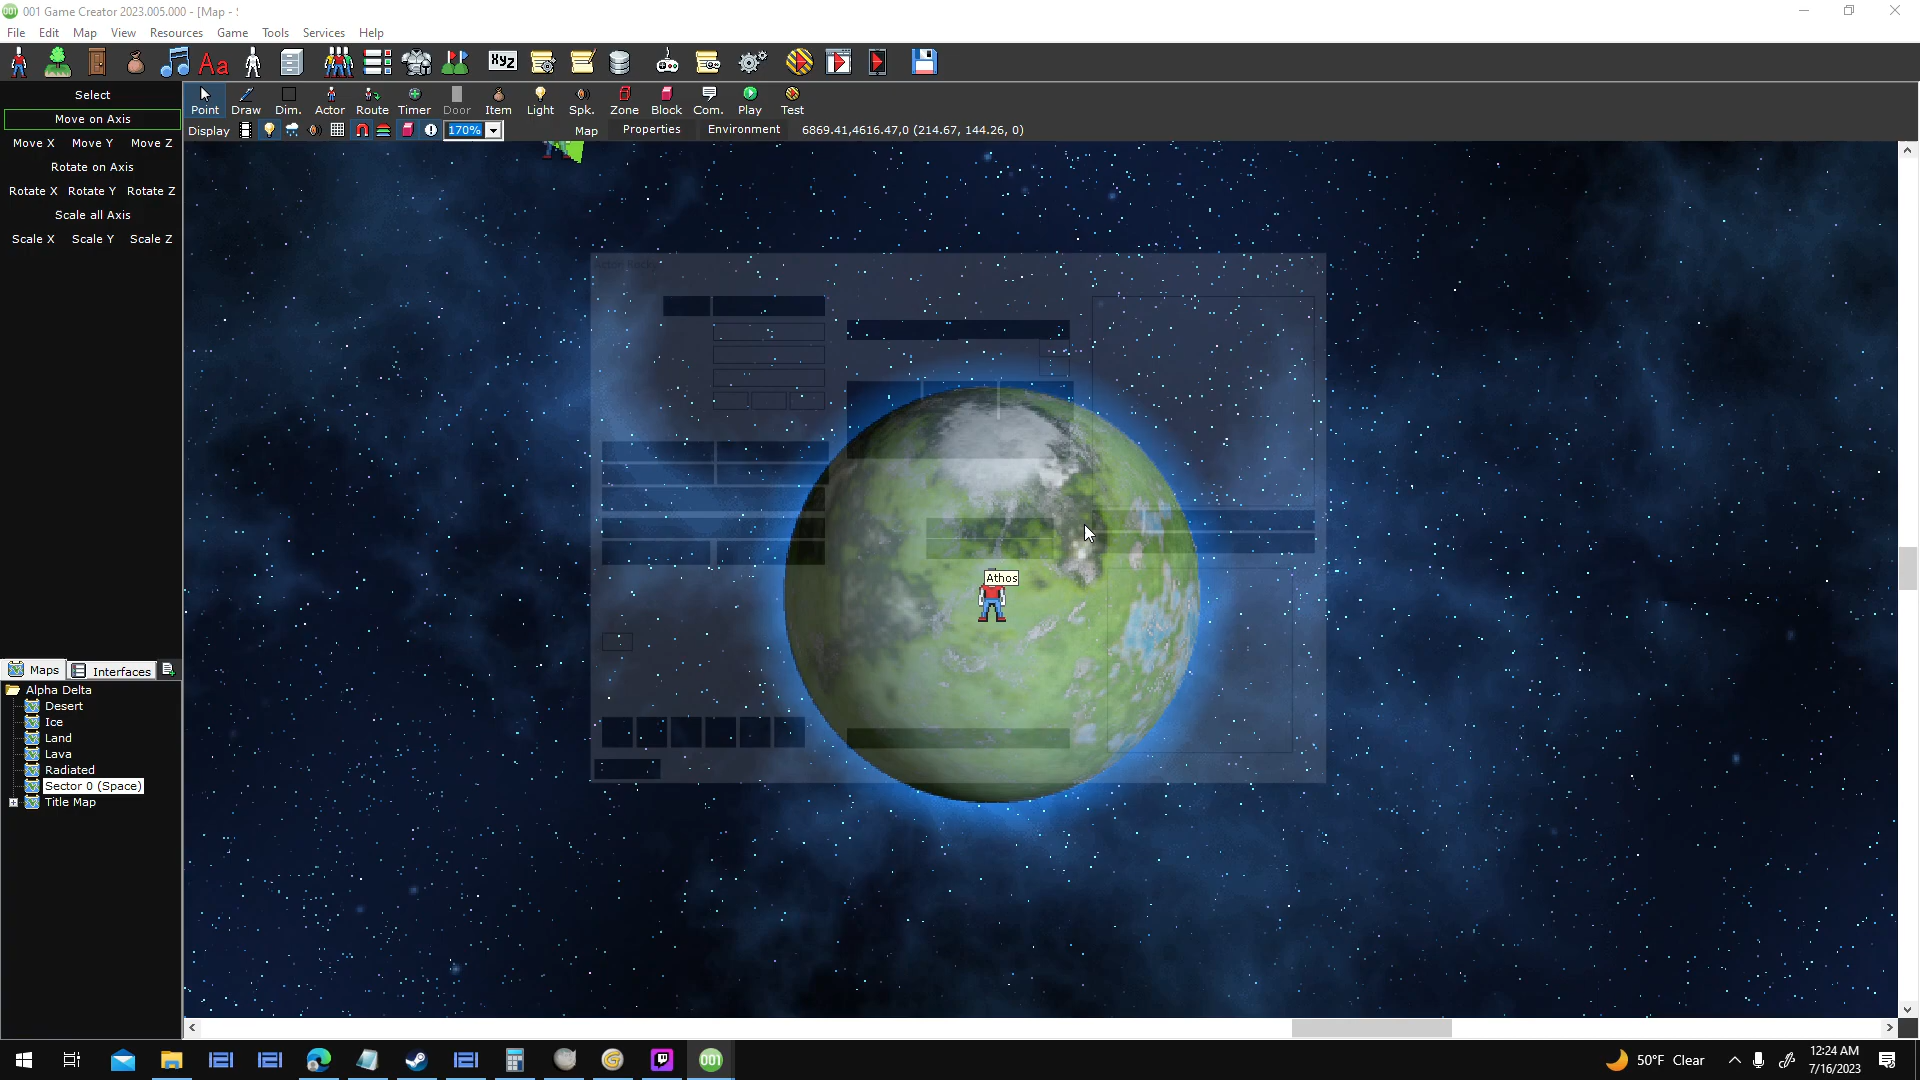 001 Game Creator 2023.005.000 - [Map - S
File Edit Map View Resources Game Tools Services Help
Aa XYZ
Select
Move on Axis
Move X Move Y Move Z
Rotate on Axis
Rotate X Rotate Y Rotate Z
Scale all Axis
Scale X Scale Y Scale Z
Point Draw Dim. Actor Route Timer Door Item Light Spk. Zone Block Com. Play Test
Display 170% Map Properties Environment 6869.41,4616.47,0 (214.67, 144.26, 0)
Athos
Maps Interfaces
Alpha Delta
Desert
Ice
Land
Lava
Radiated
Sector 0 (Space)
Title Map
001
50°F Clear
12:24 AM
7/16/2023